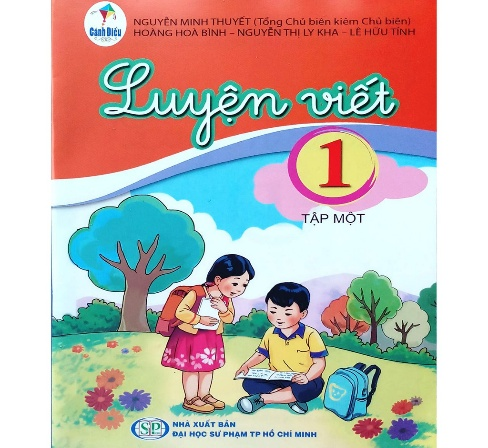 NGUYỄN MINH THUYẾT (Tổng Chủ biên kiêm Chủ biên)
HOÀNG HOÀ BÌNH – NGUYỄN THỊ LY KHA – LÊ HỮU TỈNH
Cánh Diều
Luyện viết
1
TẬP MỘT
SP
NHÀ XUẤT BẢN
ĐẠI HỌC SƯ PHẠM TP HỒ CHÍ MINH